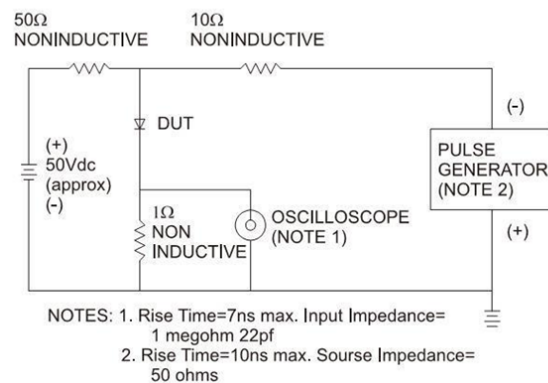 50Ω
NONINDUCTIVE
10Ω
NONINDUCTIVE
DUT
(+)
50Vdc
(approx)
(-)
1Ω
NON
INDUCTIVE
OSCILLOSCOPE
(NOTE 1)
(-)
PULSE
GENERATOR
(NOTE 2)
(+)
NOTES: 1. Rise Time=7ns max. Input Impedance=
1 megohm 22pf
2. Rise Time=10ns max. Sourse Impedance=
50 ohms